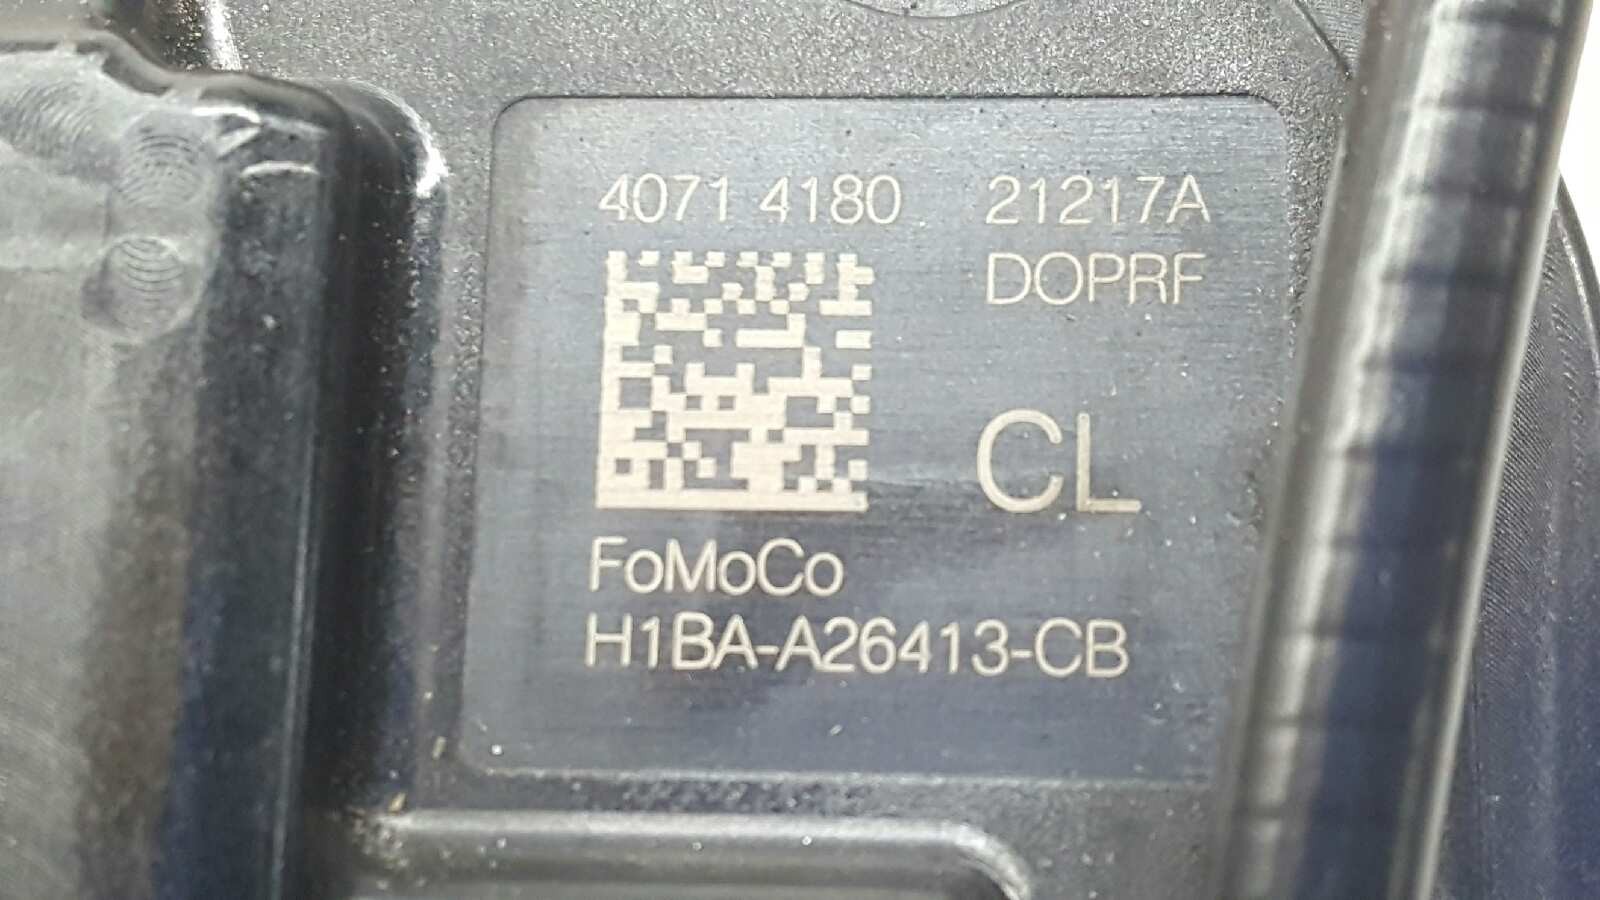 4071 4180 21217A
DOPRF
CL
FoMoCo
H1BA-A26413-CB